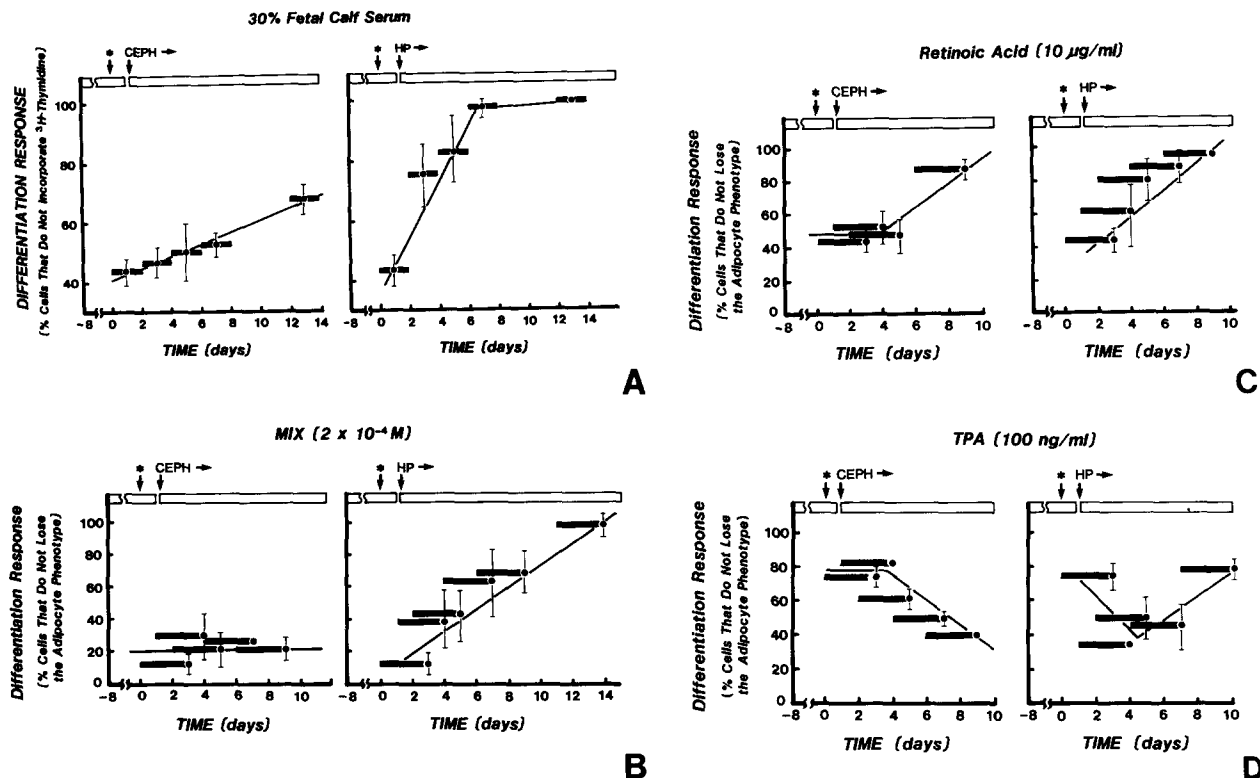 30% Fetal Calf Serum
* CEPH →
* HP →
DIFFERENTIATION RESPONSE
(% Cells That Do Not Incorporate ³H-Thymidine)
100
80
60
40
-8 0 2 4 6 8 10 12 14
-8 0 2 4 6 8 10 12 14
TIME (days)
TIME (days)
A
MIX (2 x 10⁻⁴ M)
* CEPH →
* HP →
Differentiation Response
(% Cells That Do Not Lose
the Adipocyte Phenotype)
100
80
60
40
20
0
-8 0 2 4 6 8 10
-8 0 2 4 6 8 10 12 14
TIME (days)
TIME (days)
B
Retinoic Acid (10 µg/ml)
* CEPH →
* HP →
Differentiation Response
(% Cells That Do Not Lose
the Adipocyte Phenotype)
100
80
60
40
20
0
-8 0 2 4 6 8 10
-8 0 2 4 6 8 10
TIME (days)
TIME (days)
C
TPA (100 ng/ml)
* CEPH →
* HP →
Differentiation Response
(% Cells That Do Not Lose
the Adipocyte Phenotype)
100
80
60
40
20
0
-8 0 2 4 6 8 10
-8 0 2 4 6 8 10
TIME (days)
TIME (days)
D